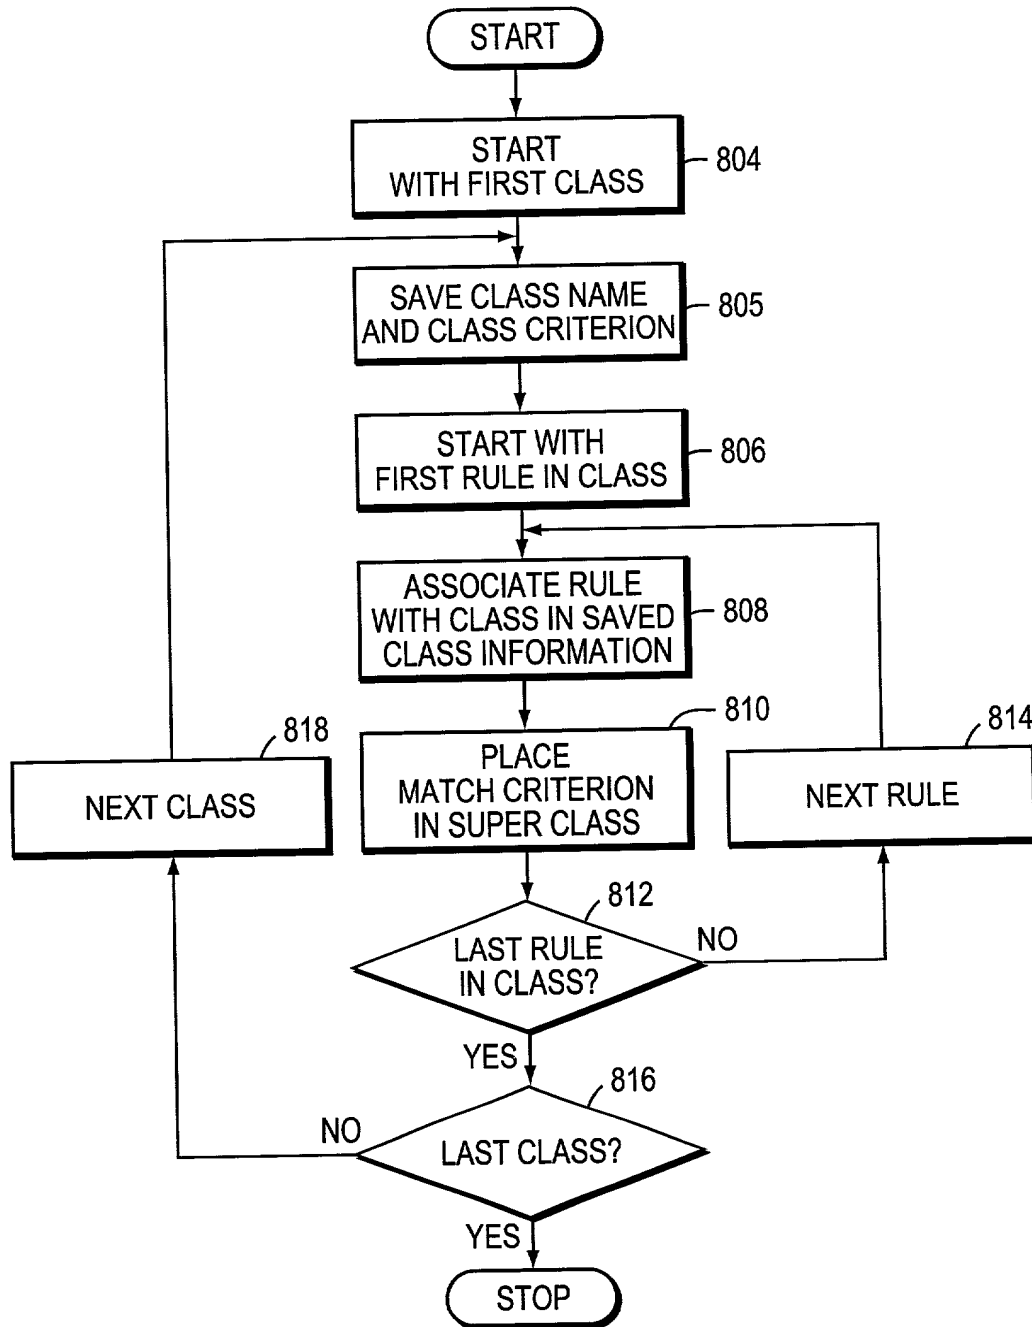 START
START
WITH FIRST CLASS
804
SAVE CLASS NAME
AND CLASS CRITERION
805
START WITH
FIRST RULE IN CLASS
806
ASSOCIATE RULE
WITH CLASS IN SAVED
CLASS INFORMATION
808
PLACE
MATCH CRITERION
IN SUPER CLASS
810
818
NEXT CLASS
814
NEXT RULE
812
LAST RULE
IN CLASS?
NO
YES
816
LAST CLASS?
NO
YES
STOP